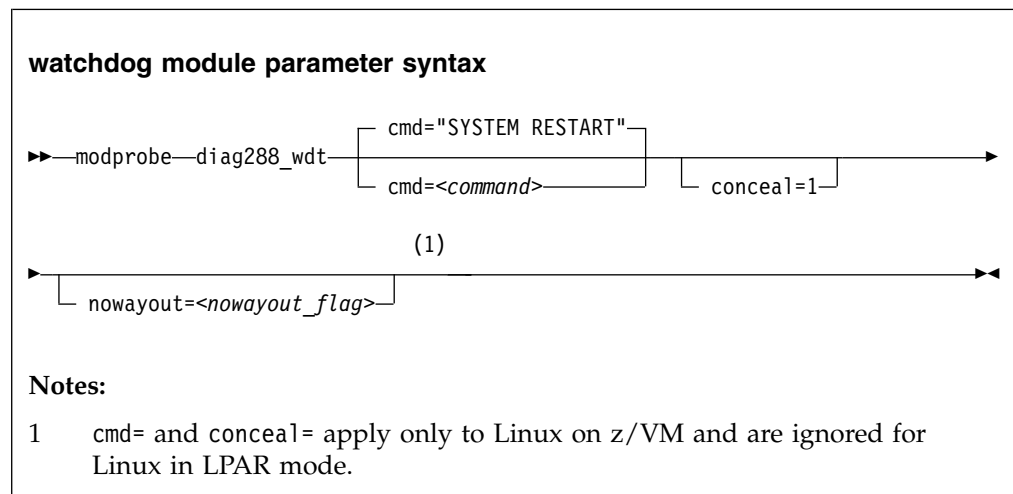 watchdog module parameter syntax
cmd="SYSTEM RESTART"
modprobe diag288_wdt
cmd=<command>
conceal=1
(1)
nowayout=<nowayout_flag>
Notes:
1 cmd= and conceal= apply only to Linux on z/VM and are ignored for
Linux in LPAR mode.